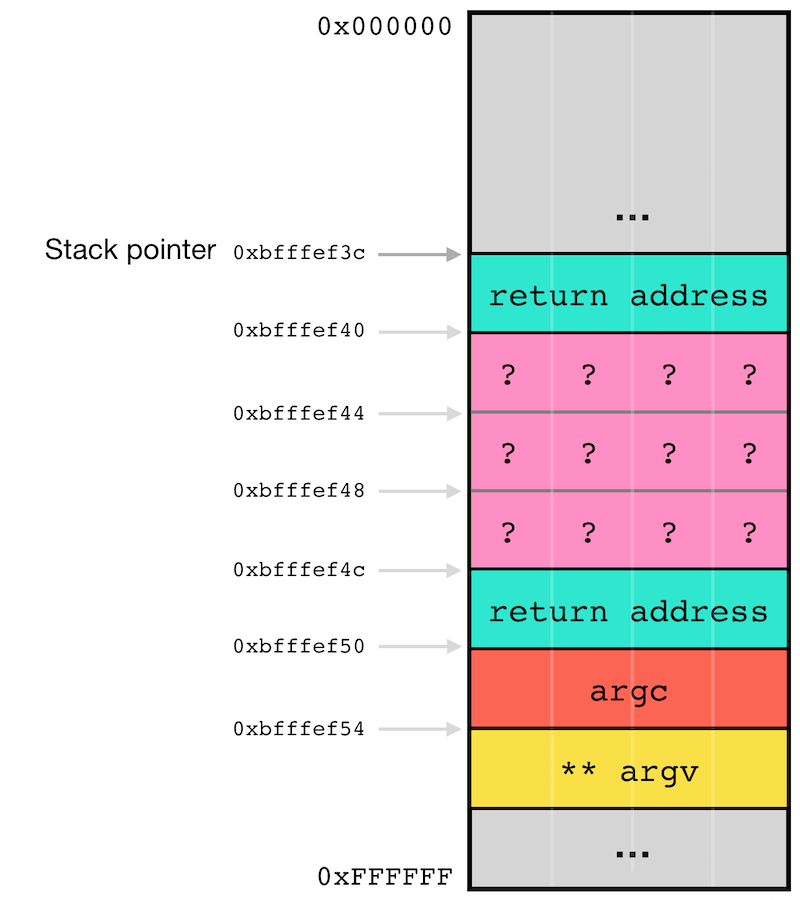 0x000000
...
Stack pointer 0xbfffef3c
return address
0xbfffef40
? ? ? ?
0xbfffef44
? ? ? ?
0xbfffef48
? ? ? ?
0xbfffef4c
return address
0xbfffef50
argc
0xbfffef54
** argv
...
0xFFFFFF